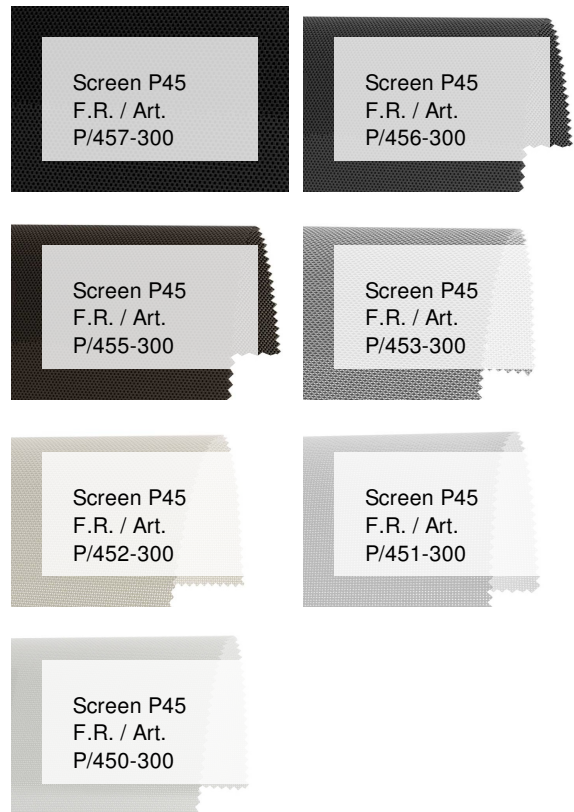 Screen P45
F.R. / Art.
P/457-300
Screen P45
F.R. / Art.
P/456-300
Screen P45
F.R. / Art.
P/455-300
Screen P45
F.R. / Art.
P/453-300
Screen P45
F.R. / Art.
P/452-300
Screen P45
F.R. / Art.
P/451-300
Screen P45
F.R. / Art.
P/450-300